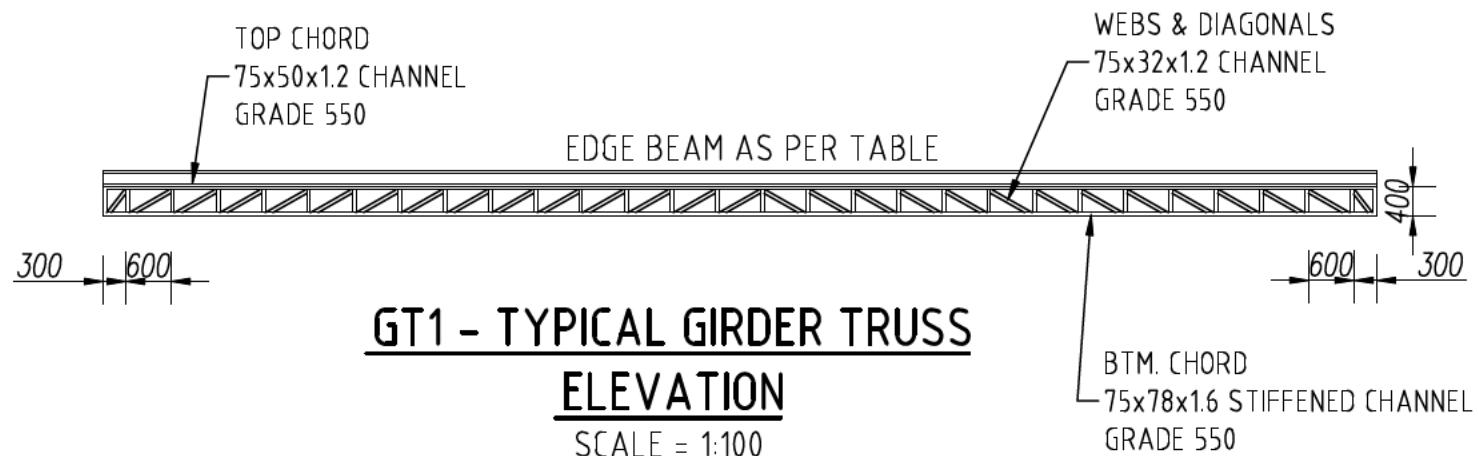 TOP CHORD
75x50x1.2 CHANNEL
GRADE 550
WEBS & DIAGONALS
75x32x1.2 CHANNEL
GRADE 550
EDGE BEAM AS PER TABLE
400
300
600
600
300
GT1 - TYPICAL GIRDER TRUSS
ELEVATION
SCALE = 1:100
BTM. CHORD
75x78x1.6 STIFFENED CHANNEL
GRADE 550